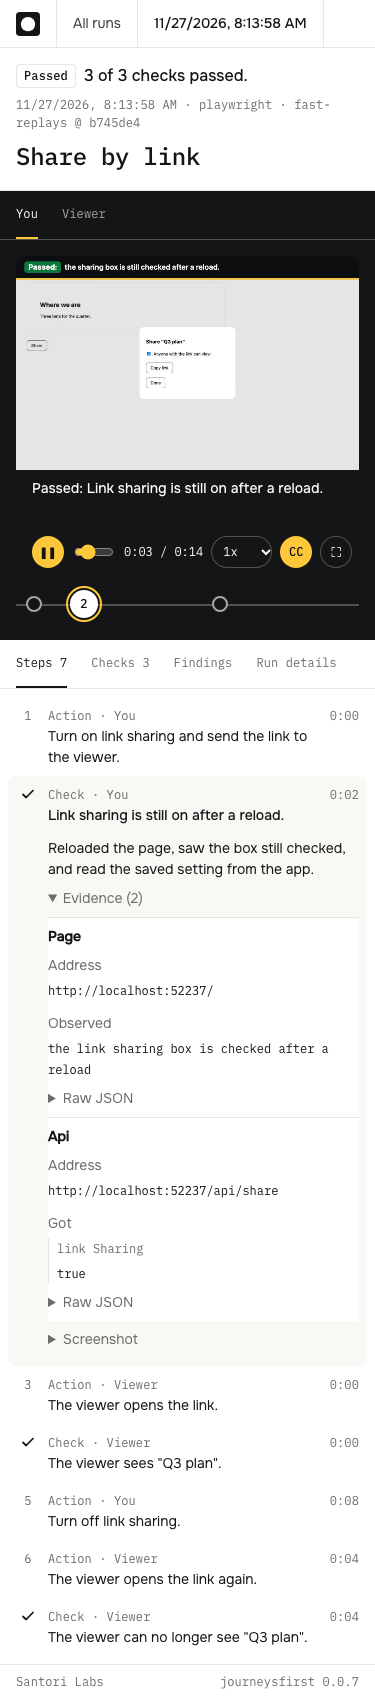 All runs
11/27/2026, 8:13:58 AM
Passed
3 of 3 checks passed.
11/27/2026, 8:13:58 AM · playwright · fast-
replays @ b745de4
Share by link
You
Viewer
Passed: the sharing box is still checked after a reload.
Where we are
Three bets for the quarter.
Share
Share "Q3 plan"
Anyone with the link can view
Copy link
Done
Passed: Link sharing is still on after a reload.
0:03 / 0:14
1x
CC
2
Steps 7
Checks 3
Findings
Run details
1
Action · You
0:00
Turn on link sharing and send the link to
the viewer.
Check · You
0:02
Link sharing is still on after a reload.
Reloaded the page, saw the box still checked,
and read the saved setting from the app.
Evidence (2)
Page
Address
http://localhost:52237/
Observed
the link sharing box is checked after a
reload
Raw JSON
Api
Address
http://localhost:52237/api/share
Got
link Sharing
true
Raw JSON
Screenshot
3
Action · Viewer
0:00
The viewer opens the link.
Check · Viewer
0:00
The viewer sees "Q3 plan".
5
Action · You
0:08
Turn off link sharing.
6
Action · Viewer
0:04
The viewer opens the link again.
Check · Viewer
0:04
The viewer can no longer see "Q3 plan".
Santori Labs
journeysfirst 0.0.7